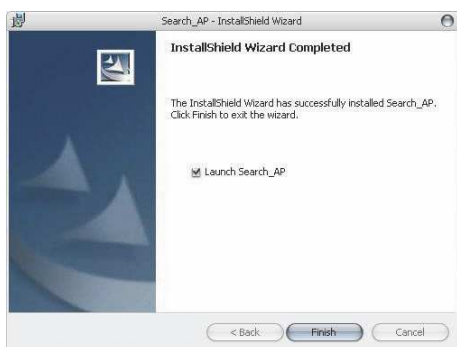 Search_AP - InstallShield Wizard
InstallShield Wizard Completed
The InstallShield Wizard has successfully installed Search_AP.
Click Finish to exit the wizard.
Launch Search_AP
< Back
Finish
Cancel